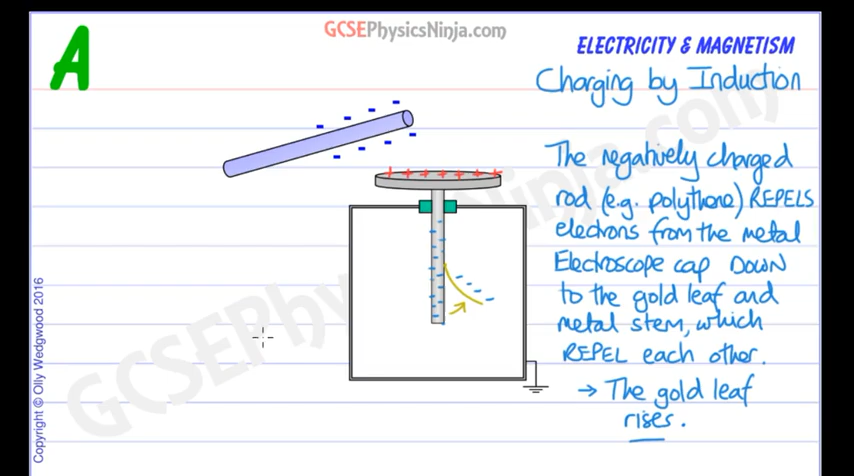 A
GCSEPhysicsNinja.com
ELECTRICITY & MAGNETISM
Charging by Induction
The negatively charged
rod (e.g. polythene) REPELS
electrons from the metal
Electroscope cap DOWN
to the gold leaf and
metal stem, which
REPEL each other.
→ The gold leaf
rises.
Copyright © Olly Wedgwood 2016
GCSEPhysicsNinja.com